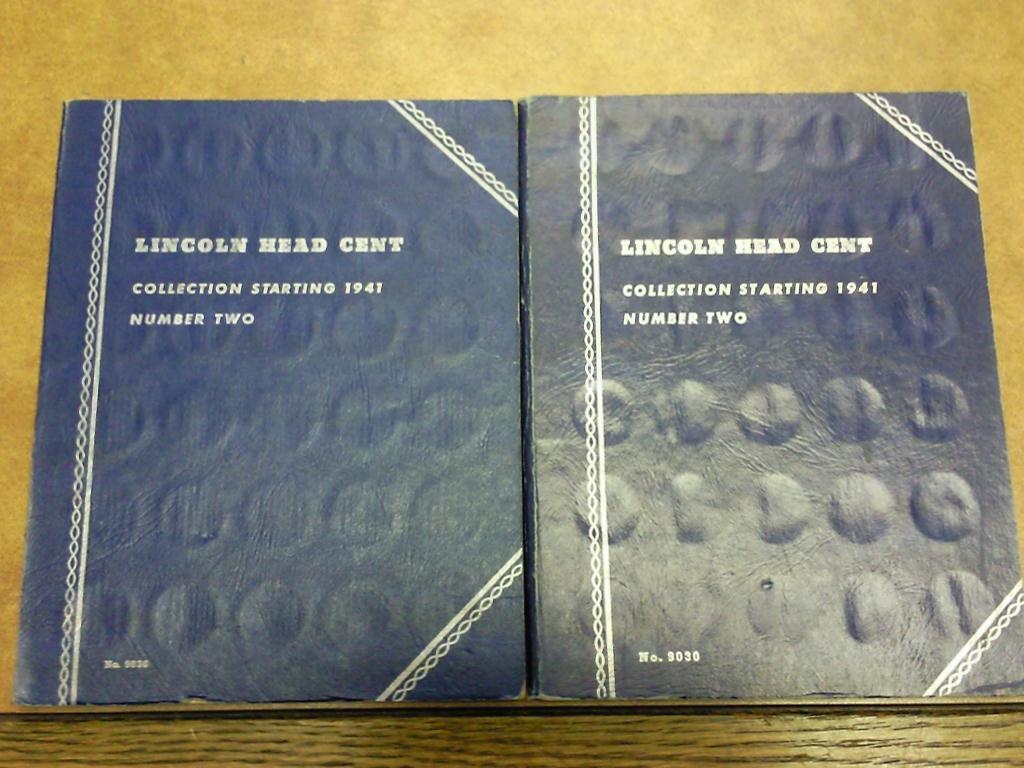 LINCOLN HEAD CENT
COLLECTION STARTING 1941
NUMBER TWO
No. 9030
LINCOLN HEAD CENT
COLLECTION STARTING 1941
NUMBER TWO
No. 9030